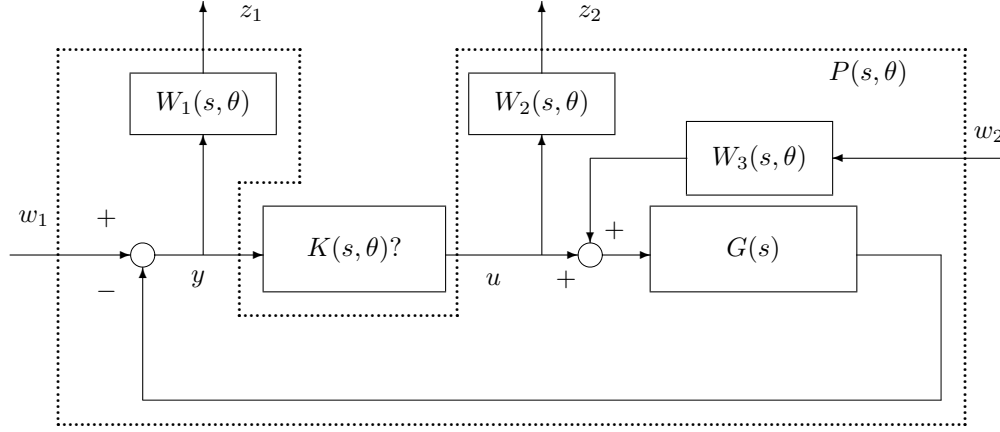 z₁
z₂
P(s, θ)
W₁(s, θ)
W₂(s, θ)
w₂
W₃(s, θ)
w₁
+
+
K(s, θ)?
G(s)
−
y
u
+